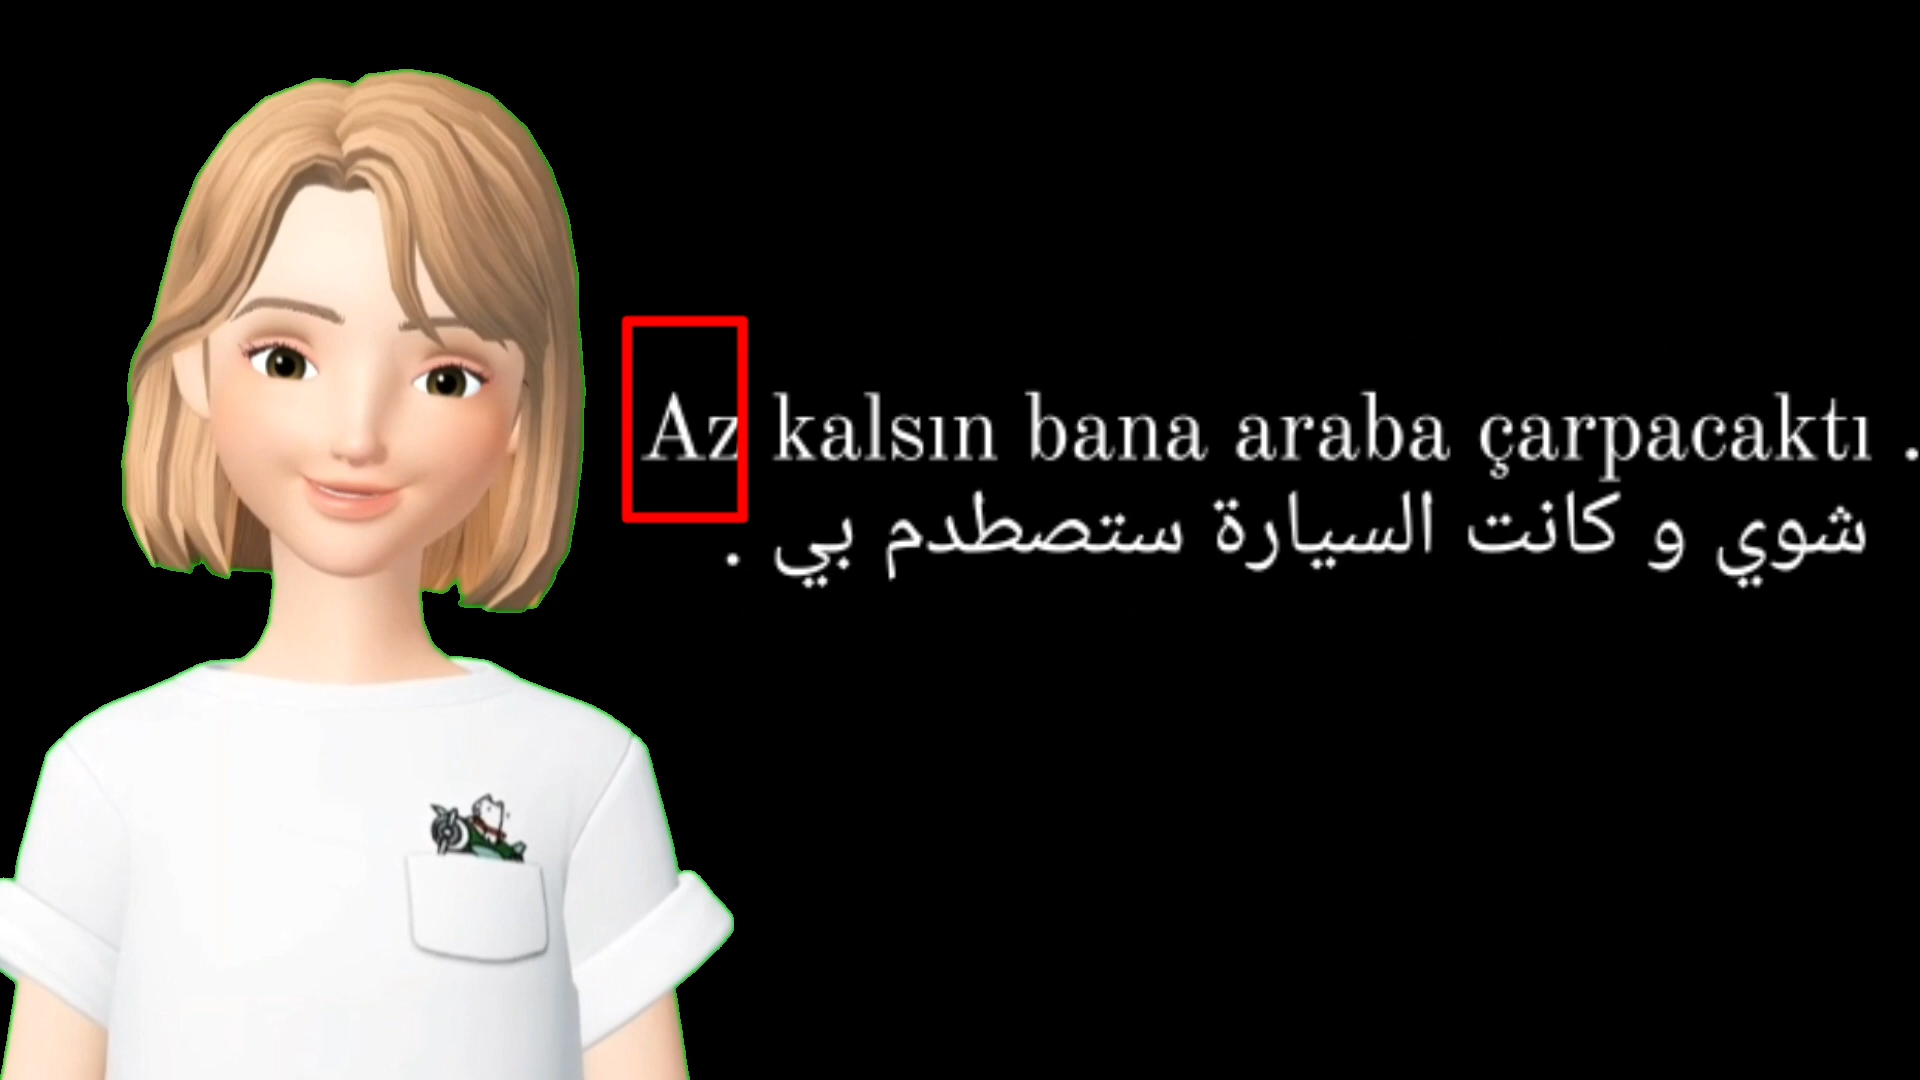 Az kalsın bana araba çarpacaktı .
شوي و كانت السيارة ستصطدم بي .